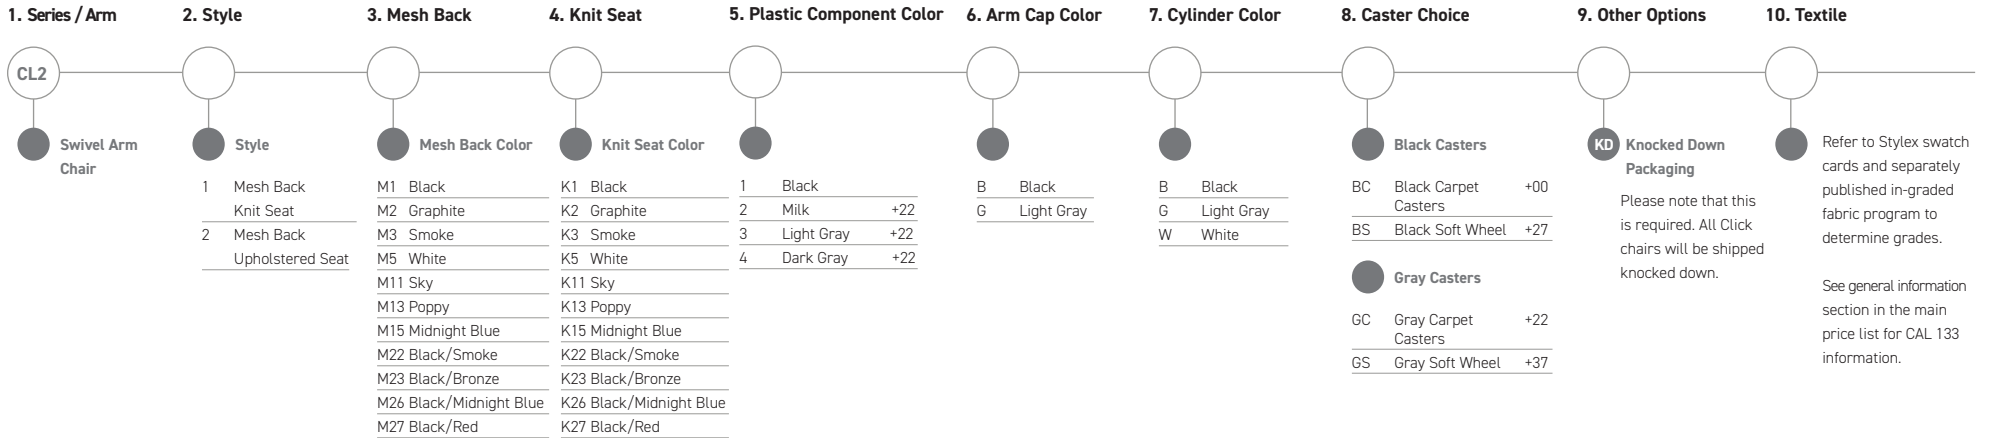 1. Series / Arm
CL2
Swivel Arm
Chair
2. Style
Style
1 Mesh Back
Knit Seat
2 Mesh Back
Upholstered Seat
3. Mesh Back
Mesh Back Color
M1 Black
M2 Graphite
M3 Smoke
M5 White
M11 Sky
M13 Poppy
M15 Midnight Blue
M22 Black/Smoke
M23 Black/Bronze
M26 Black/Midnight Blue
M27 Black/Red
4. Knit Seat
Knit Seat Color
K1 Black
K2 Graphite
K3 Smoke
K5 White
K11 Sky
K13 Poppy
K15 Midnight Blue
K22 Black/Smoke
K23 Black/Bronze
K26 Black/Midnight Blue
K27 Black/Red
5. Plastic Component Color
1 Black
2 Milk +22
3 Light Gray +22
4 Dark Gray +22
6. Arm Cap Color
B Black
G Light Gray
7. Cylinder Color
B Black
G Light Gray
W White
8. Caster Choice
Black Casters
BC Black Carpet +00
Casters
BS Black Soft Wheel +27
Gray Casters
GC Gray Carpet +22
Casters
GS Gray Soft Wheel +37
9. Other Options
KD Knocked Down
Packaging
Please note that this
is required. All Click
chairs will be shipped
knocked down.
10. Textile
Refer to Stylex swatch
cards and separately
published in-graded
fabric program to
determine grades.
See general information
section in the main
price list for CAL 133
information.